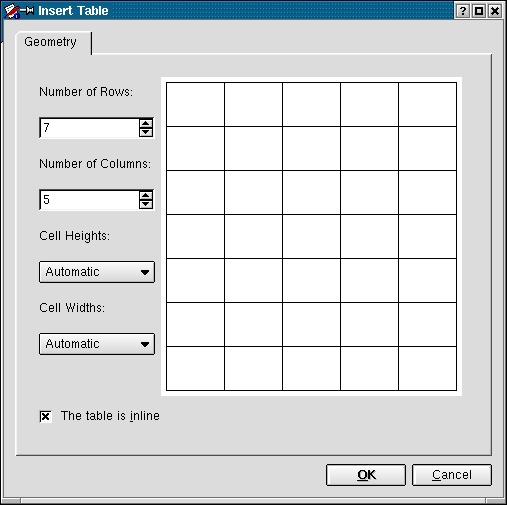 Insert Table
Geometry
Number of Rows:
7
Number of Columns:
5
Cell Heights:
Automatic
Cell Widths:
Automatic
The table is inline
OK
Cancel